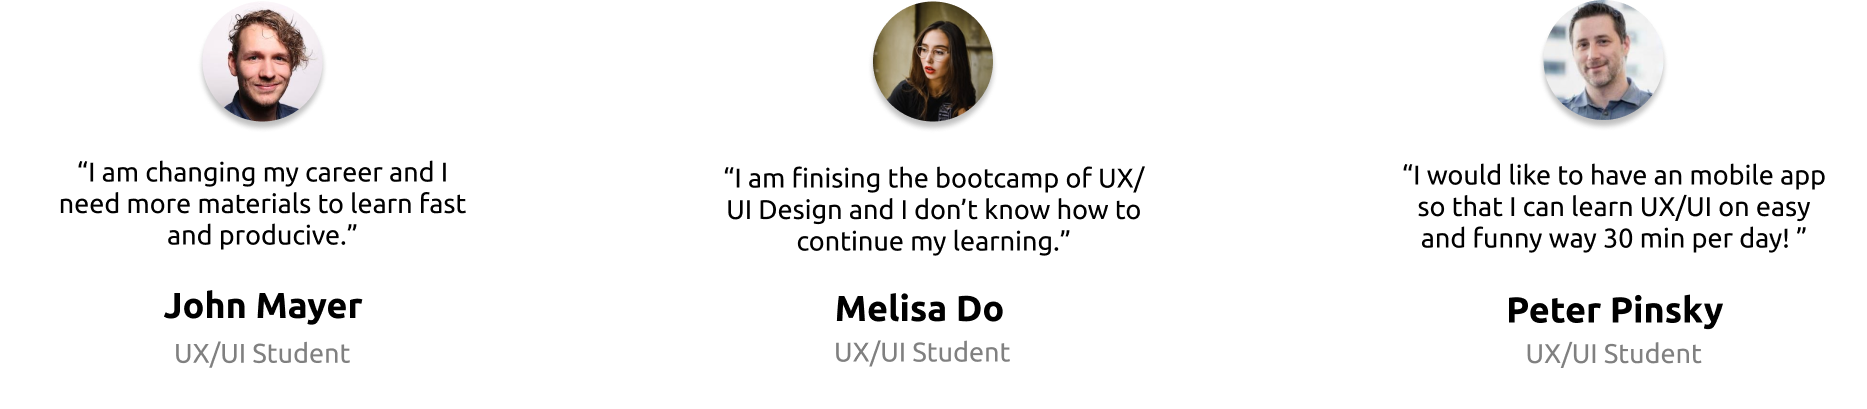 “I am changing my career and I
need more materials to learn fast
and producive.”
John Mayer
UX/UI Student
“I am finising the bootcamp of UX/
UI Design and I don’t know how to
continue my learning.”
Melisa Do
UX/UI Student
“I would like to have an mobile app
so that I can learn UX/UI on easy
and funny way 30 min per day! ”
Peter Pinsky
UX/UI Student